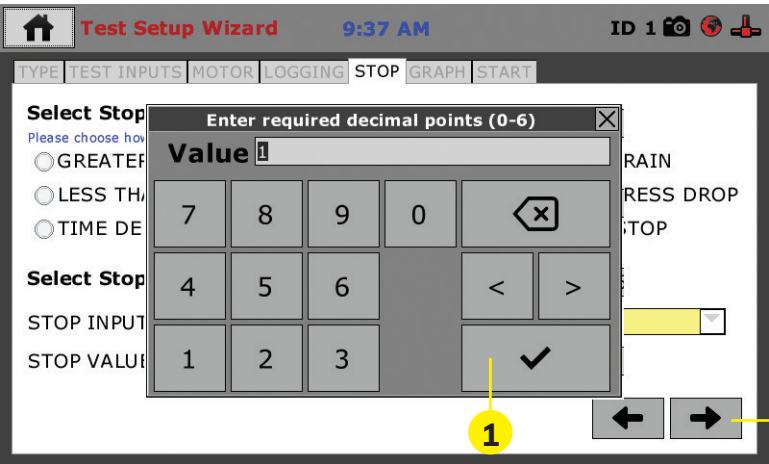 Test Setup Wizard 9:37 AM ID 1
TYPE TEST INPUTS MOTOR LOGGING STOP GRAPH START
Select Stop
Please choose how
GREATER RAIN
LESS THA RESS DROP
TIME DE STOP
Enter required decimal points (0-6)
Value 1
7 8 9 0
4 5 6 < >
1 2 3
Select Stop
STOP INPUT
STOP VALUE
1